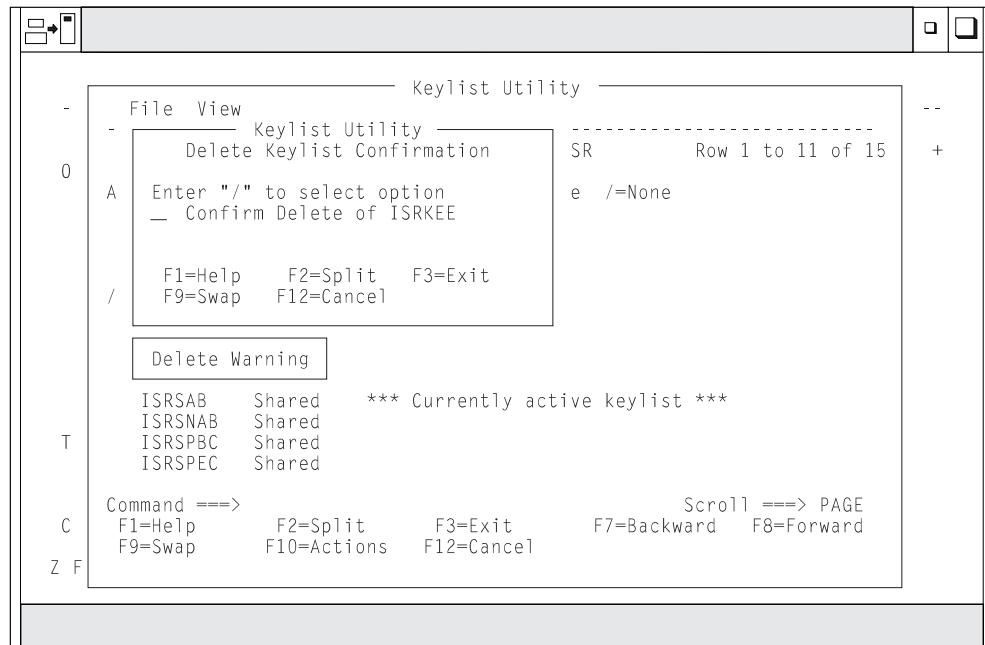 Keylist Utility
- File View --
- Keylist Utility - - - - - - - - - - - - - - - - - - - - - - - - - -
Delete Keylist Confirmation SR Row 1 to 11 of 15 +
O
A Enter "/" to select option e /=None
__ Confirm Delete of ISRKEE
F1=Help F2=Split F3=Exit
/ F9=Swap F12=Cancel
Delete Warning
ISRSAB Shared *** Currently active keylist ***
ISRSNAB Shared
T ISRSPBC Shared
ISRSPEC Shared
Command ===> Scroll ===> PAGE
C F1=Help F2=Split F3=Exit F7=Backward F8=Forward
F9=Swap F10=Actions F12=Cancel
Z F